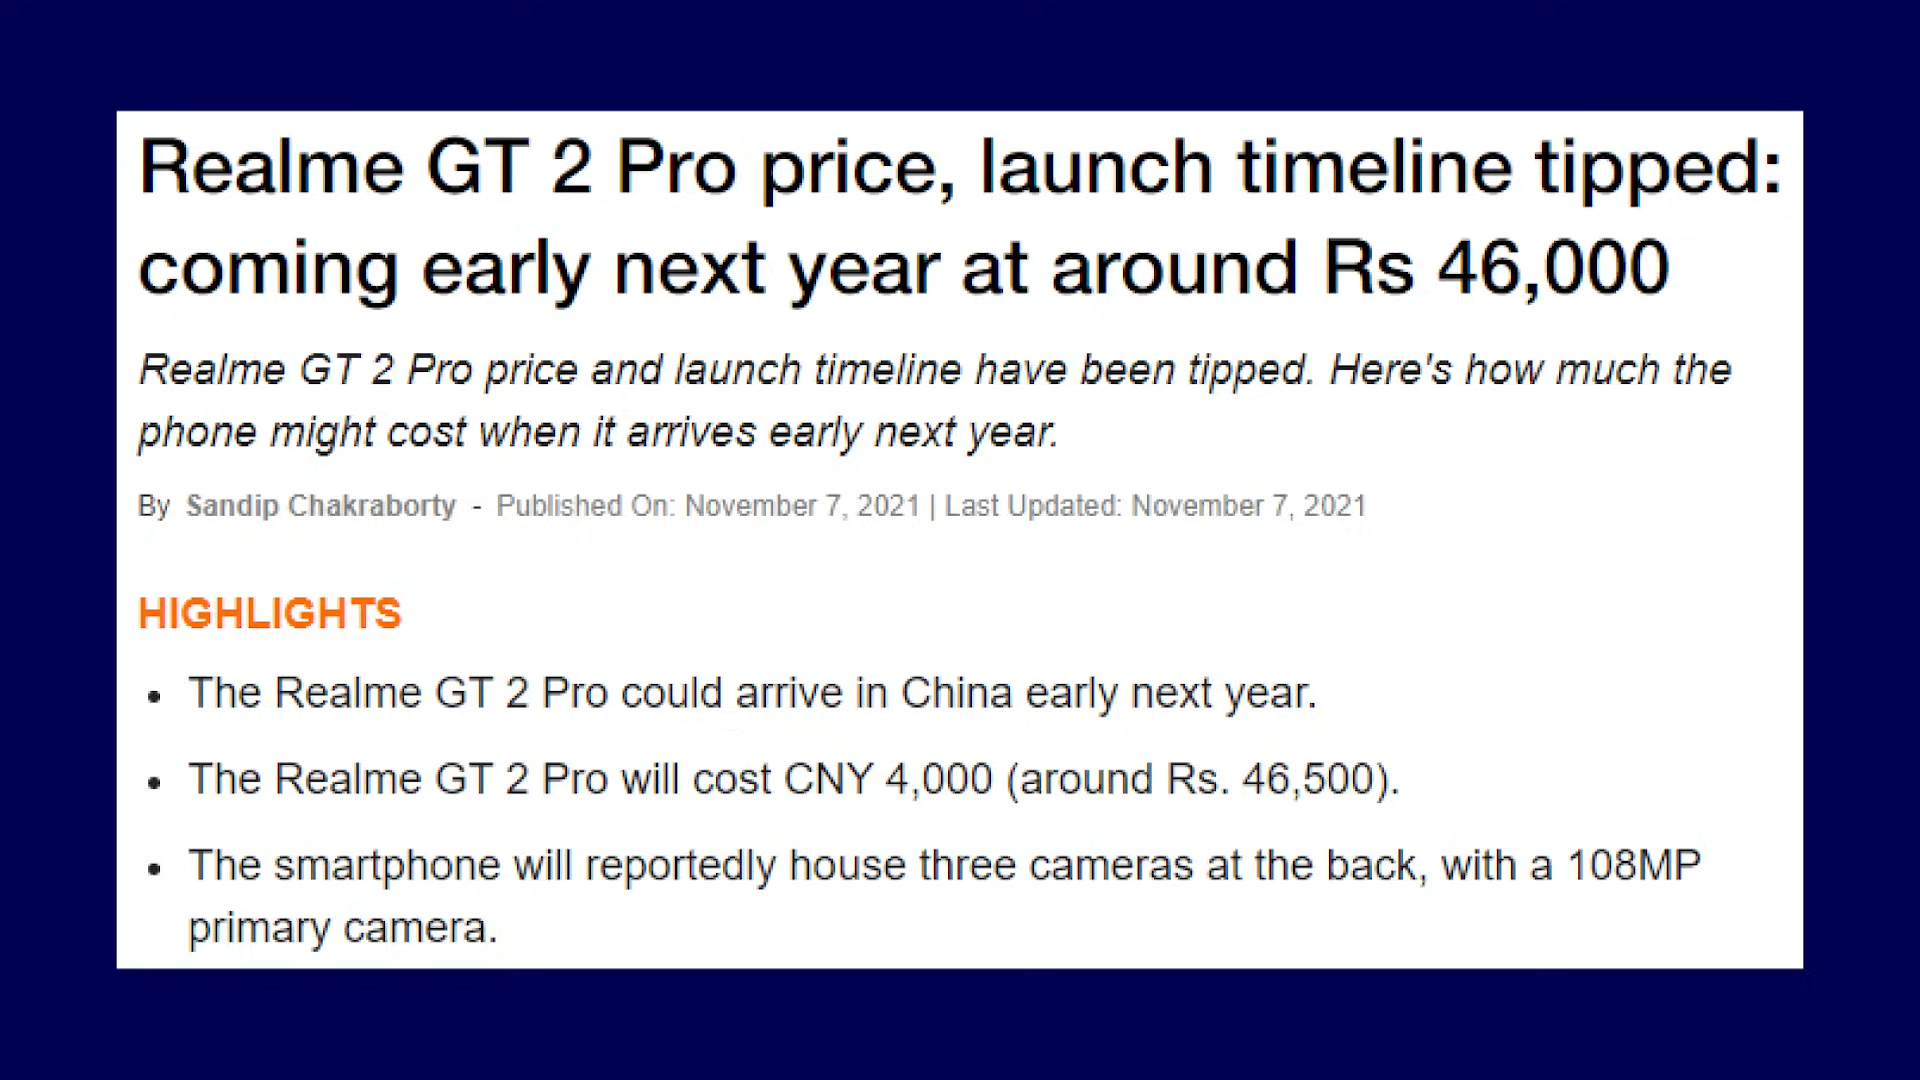 Realme GT 2 Pro price, launch timeline tipped:
coming early next year at around Rs 46,000
Realme GT 2 Pro price and launch timeline have been tipped. Here's how much the
phone might cost when it arrives early next year.
By Sandip Chakraborty - Published On: November 7, 2021 | Last Updated: November 7, 2021
HIGHLIGHTS
• The Realme GT 2 Pro could arrive in China early next year.
• The Realme GT 2 Pro will cost CNY 4,000 (around Rs. 46,500).
• The smartphone will reportedly house three cameras at the back, with a 108MP
primary camera.